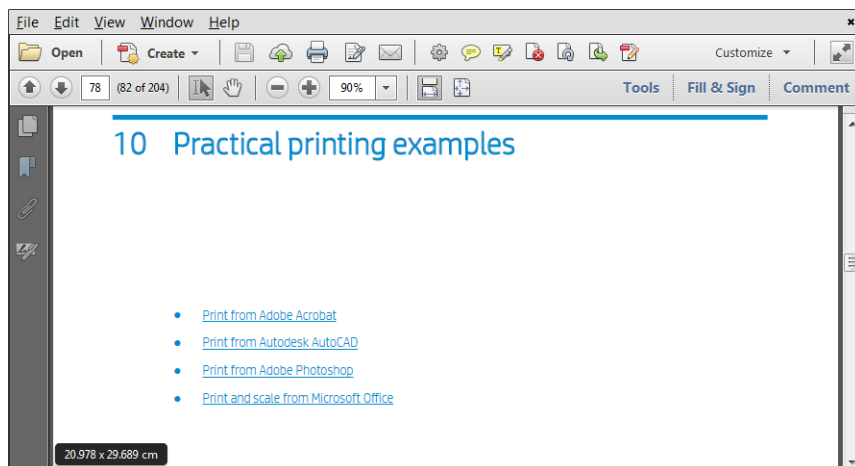 File Edit View Window Help
Open Create Customize
78 (82 of 204) 90% Tools Fill & Sign Comment
10 Practical printing examples
• Print from Adobe Acrobat
• Print from Autodesk AutoCAD
• Print from Adobe Photoshop
• Print and scale from Microsoft Office
20.978 x 29.689 cm